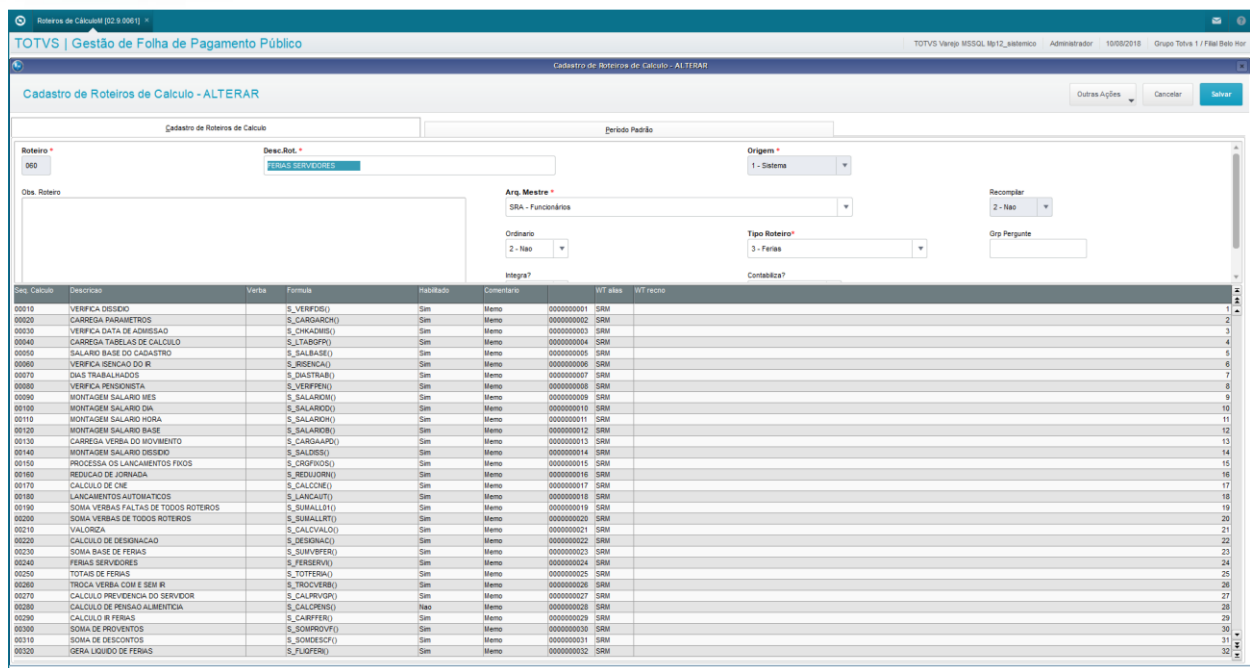 Roteiros de CálculoM [02.9.0061] ×
TOTVS | Gestão de Folha de Pagamento Público
TOTVS Varejo MSSQL Mp12_sistemico Administrador 10/08/2018 Grupo Totvs 1 / Filial Belo Hor
Cadastro de Roteiros de Calculo - ALTERAR
Cadastro de Roteiros de Calculo - ALTERAR
Outras Ações Cancelar Salvar
Cadastro de Roteiros de Calculo Período Padrão
Roteiro * Desc.Rot. * Origem *
060 FERIAS SERVIDORES 1 - Sistema
Obs. Roteiro Arq. Mestre * Recompilar
SRA - Funcionários 2 - Nao
Ordinario Tipo Roteiro* Grp Pergunte
2 - Nao 3 - Ferias
Integra? Contabiliza?
Seq. Calculo Descricao Verba Formula Habilitado Comentario WT alias WT recno
00010 VERIFICA DISSIDIO S_VERIFDIS() Sim Memo 0000000001 SRM 1
00020 CARREGA PARAMETROS S_CARGARCH() Sim Memo 0000000002 SRM 2
00030 VERIFICA DATA DE ADMISSAO S_CHKADMIS() Sim Memo 0000000003 SRM 3
00040 CARREGA TABELAS DE CALCULO S_LTABGFP() Sim Memo 0000000004 SRM 4
00050 SALARIO BASE DO CADASTRO S_SALBASE() Sim Memo 0000000005 SRM 5
00060 VERIFICA ISENCAO DO IR S_IRISENCA() Sim Memo 0000000006 SRM 6
00070 DIAS TRABALHADOS S_DIASTRAB() Sim Memo 0000000007 SRM 7
00080 VERIFICA PENSIONISTA S_VERIFPEN() Sim Memo 0000000008 SRM 8
00090 MONTAGEM SALARIO MES S_SALARIOM() Sim Memo 0000000009 SRM 9
00100 MONTAGEM SALARIO DIA S_SALARIOD() Sim Memo 0000000010 SRM 10
00110 MONTAGEM SALARIO HORA S_SALARIOH() Sim Memo 0000000011 SRM 11
00120 MONTAGEM SALARIO BASE S_SALARIOB() Sim Memo 0000000012 SRM 12
00130 CARREGA VERBA DO MOVIMENTO S_CARGAAPD() Sim Memo 0000000013 SRM 13
00140 MONTAGEM SALARIO DISSIDIO S_SALDISS() Sim Memo 0000000014 SRM 14
00150 PROCESSA OS LANCAMENTOS FIXOS S_CRGFIXOS() Sim Memo 0000000015 SRM 15
00160 REDUCAO DE JORNADA S_REDUJORN() Sim Memo 0000000016 SRM 16
00170 CALCULO DE CNE S_CALCCNE() Sim Memo 0000000017 SRM 17
00180 LANCAMENTOS AUTOMATICOS S_LANCAUT() Sim Memo 0000000018 SRM 18
00190 SOMA VERBAS FALTAS DE TODOS ROTEIROS S_SUMALL01() Sim Memo 0000000019 SRM 19
00200 SOMA VERBAS DE TODOS ROTEIROS S_SUMALLRT() Sim Memo 0000000020 SRM 20
00210 VALORIZA S_CALCVALO() Sim Memo 0000000021 SRM 21
00220 CALCULO DE DESIGNACAO S_DESIGNAC() Sim Memo 0000000022 SRM 22
00230 SOMA BASE DE FERIAS S_SUMVBFER() Sim Memo 0000000023 SRM 23
00240 FERIAS SERVIDORES S_FERSERVI() Sim Memo 0000000024 SRM 24
00250 TOTAIS DE FERIAS S_TOTFERIA() Sim Memo 0000000025 SRM 25
00260 TROCA VERBA COM E SEM IR S_TROCVERB() Sim Memo 0000000026 SRM 26
00270 CALCULO PREVIDENCIA DO SERVIDOR S_CALPRVGP() Sim Memo 0000000027 SRM 27
00280 CALCULO DE PENSAO ALIMENTICIA S_CALCPENS() Nao Memo 0000000028 SRM 28
00290 CALCULO IR FERIAS S_CAIRFFER() Sim Memo 0000000029 SRM 29
00300 SOMA DE PROVENTOS S_SOMPROVF() Sim Memo 0000000030 SRM 30
00310 SOMA DE DESCONTOS S_SOMDESCF() Sim Memo 0000000031 SRM 31
00320 GERA LIQUIDO DE FERIAS S_FLIQFERI() Sim Memo 0000000032 SRM 32